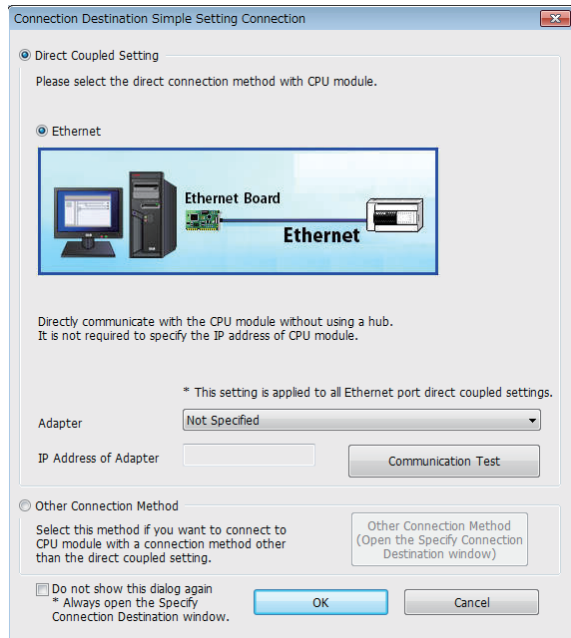 Connection Destination Simple Setting Connection
Direct Coupled Setting
Please select the direct connection method with CPU module.
Ethernet
Ethernet Board
Ethernet
Directly communicate with the CPU module without using a hub.
It is not required to specify the IP address of CPU module.
* This setting is applied to all Ethernet port direct coupled settings.
Adapter
Not Specified
IP Address of Adapter
Communication Test
Other Connection Method
Select this method if you want to connect to
CPU module with a connection method other
than the direct coupled setting.
Other Connection Method
(Open the Specify Connection
Destination window)
Do not show this dialog again
* Always open the Specify
Connection Destination window.
OK
Cancel